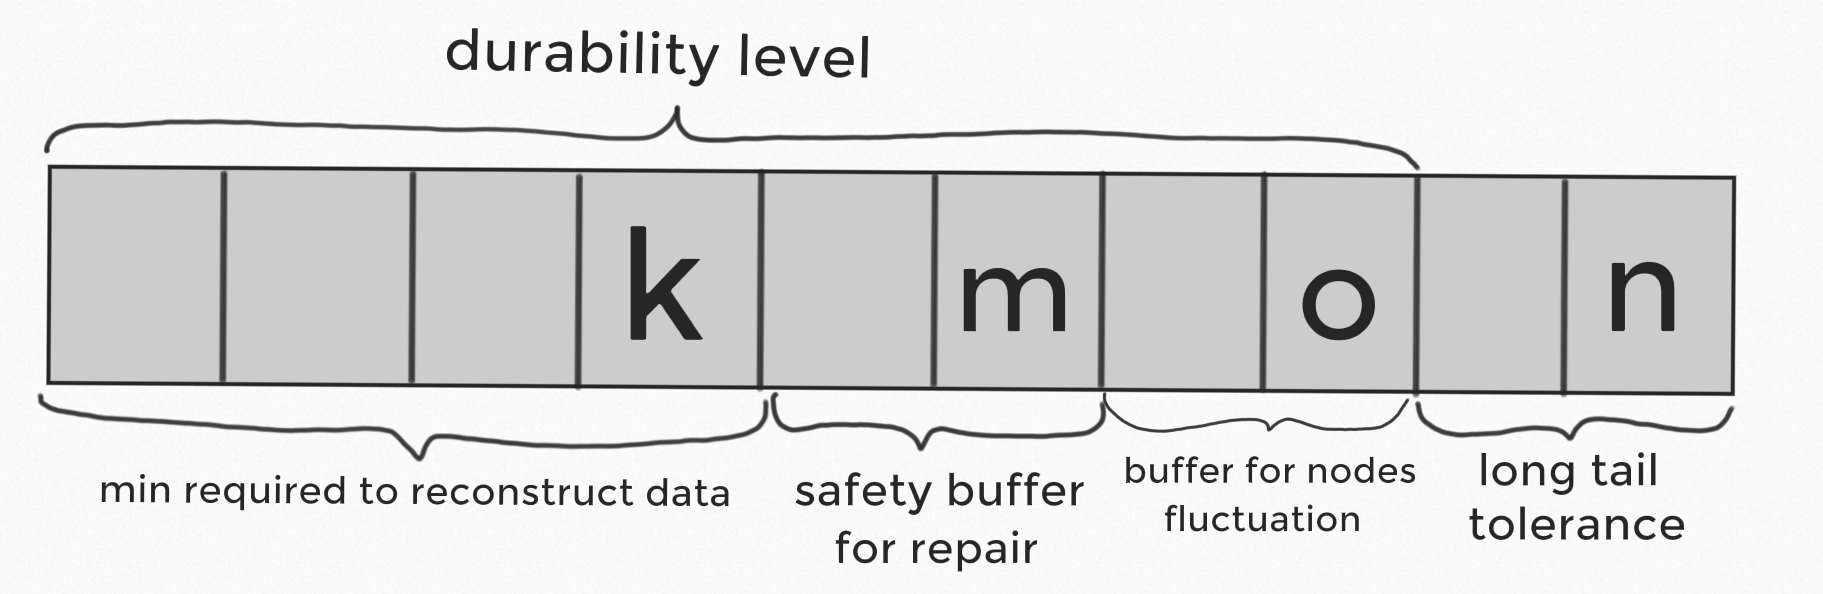 durability level
k
m
o
n
min required to reconstruct data
safety buffer
for repair
buffer for nodes
fluctuation
long tail
tolerance